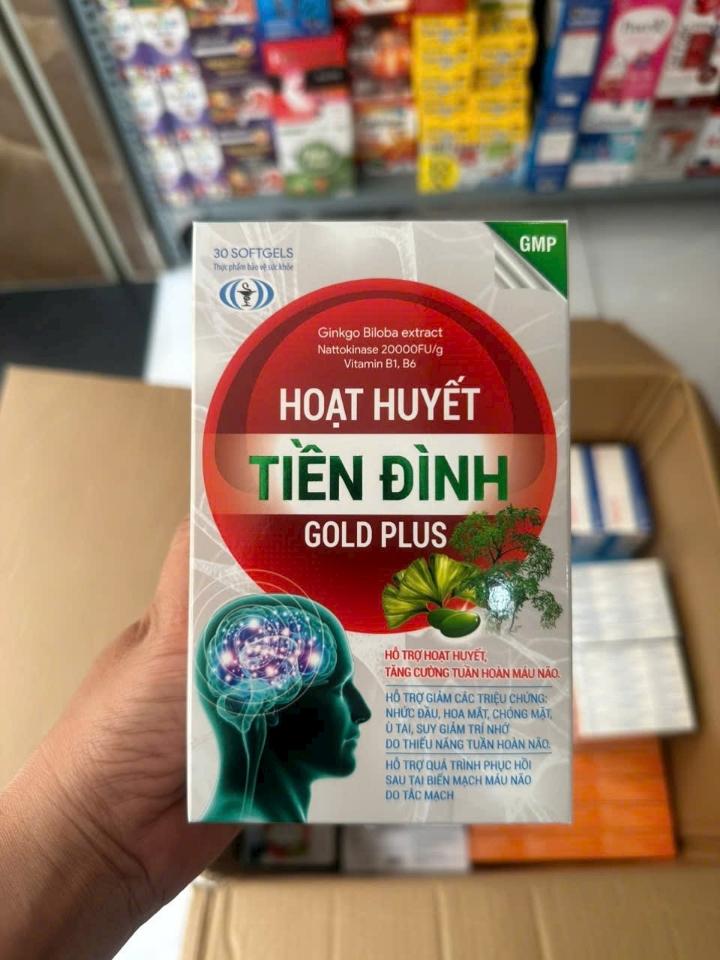 30 SOFTGELS
Thực phẩm bảo vệ sức khỏe
GMP
Ginkgo Biloba extract
Nattokinase 20000FU/g
Vitamin B1, B6
HOẠT HUYẾT
TIỀN ĐÌNH
GOLD PLUS
HỖ TRỢ HOẠT HUYẾT,
TĂNG CƯỜNG TUẦN HOÀN MÁU NÃO.
HỖ TRỢ GIẢM CÁC TRIỆU CHỨNG:
NHỨC ĐẦU, HOA MẮT, CHÓNG MẶT,
Ù TAI, SUY GIẢM TRÍ NHỚ
DO THIỂU NĂNG TUẦN HOÀN NÃO.
HỖ TRỢ QUÁ TRÌNH PHỤC HỒI
SAU TAI BIẾN MẠCH MÁU NÃO
DO TẮC MẠCH